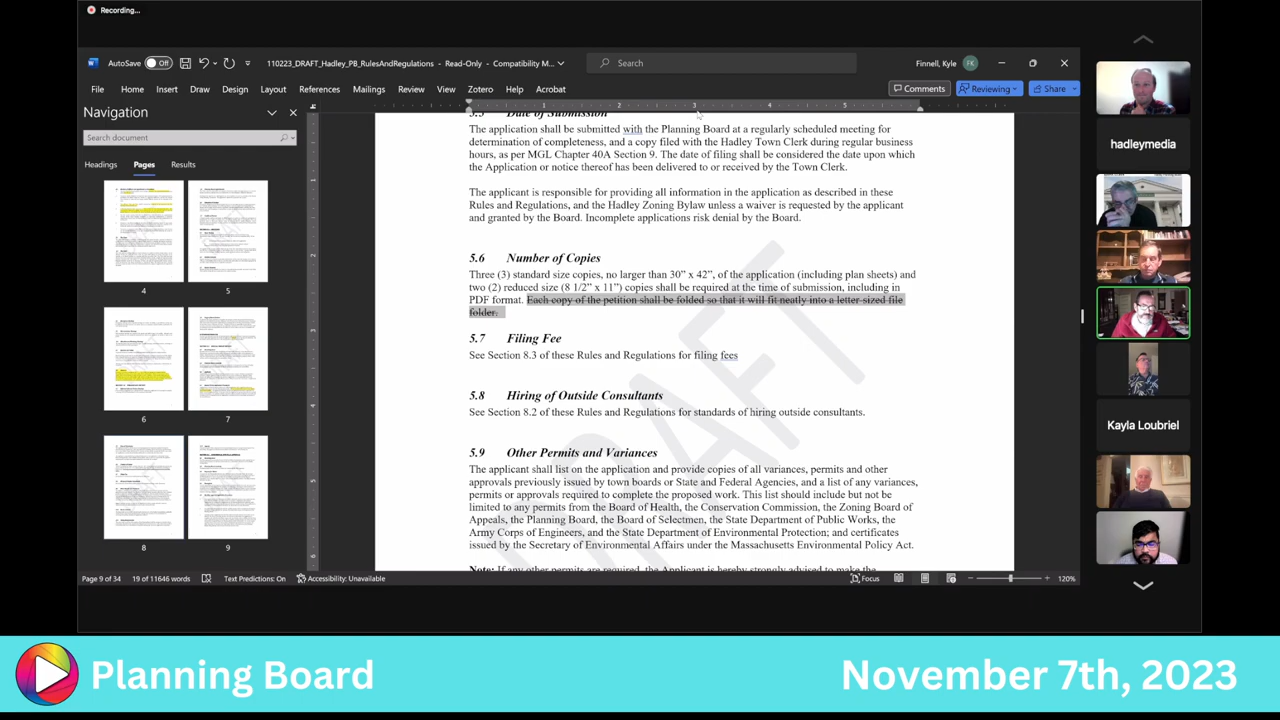 Recording...
AutoSave Off 110223_DRAFT_Hadley_PB_RulesAndRegulations - Read-Only - Compatibility M... Search Finnell, Kyle FK
File Home Insert Draw Design Layout References Mailings Review View Zotero Help Acrobat Comments Reviewing Share
Navigation
Search document
Headings Pages Results
4 5
6 7
8 9
5.5 Date of Submission
The application shall be submitted with the Planning Board at a regularly scheduled meeting for
determination of completeness, and a copy filed with the Hadley Town Clerk during regular business
hours, as per MGL Chapter 40A Section 9. The date of filing shall be considered the date upon which
the Application or notice thereof has been delivered to or received by the Town Clerk.
The applicant is responsible for providing all information in the application as described in these
Rules and Regulations, and the Hadley Zoning Bylaw unless a waiver is requested by the applicant
and granted by the Board. Incomplete applications risk denial by the Board.
5.6 Number of Copies
Three (3) standard size copies, no larger than 30” x 42”, of the application (including plan sheets) and
two (2) reduced size (8 1/2” x 11”) copies shall be required at the time of submission, including in
PDF format. Each copy of the petition shall be folded so that it will fit neatly into a letter-sized file
folder.
5.7 Filing Fee
See Section 8.3 of these Rules and Regulations for filing fees
5.8 Hiring of Outside Consultants
See Section 8.2 of these Rules and Regulations for standards of hiring outside consultants.
5.9 Other Permits and Variances
The applicant shall list on the application and provide copies of all variances, permits and other
approvals previously issued by town boards or State and Federal Agencies, and a list of any variances,
permits or approvals required to complete the proposed work. This list should include but not be
limited to any permits from the Board of Health, the Conservation Commission, the Zoning Board of
Appeals, the Planning Board, the Board of Selectmen, the State Department of Public Works, the
Army Corps of Engineers, and the State Department of Environmental Protection; and certificates
issued by the Secretary of Environmental Affairs under the Massachusetts Environmental Policy Act.
Note: If any other permits are required, the Applicant is hereby strongly advised to make the
Page 9 of 34 19 of 11646 words Text Predictions: On Accessibility: Unavailable Focus 120%
hadleymedia
Kayla Loubriel
Planning Board November 7th, 2023